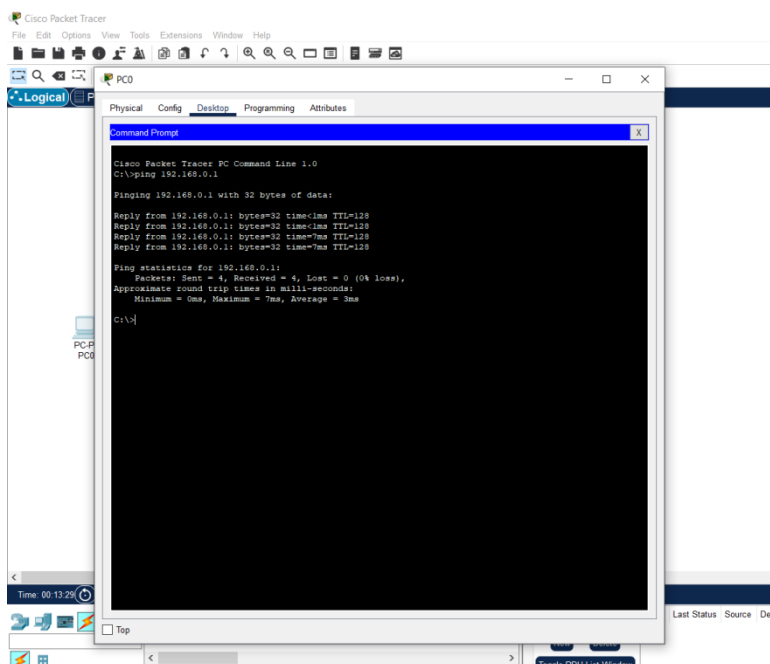 Cisco Packet Tracer
File Edit Options View Tools Extensions Window Help
PC0
Logical
Physical Config Desktop Programming Attributes
Command Prompt X
Cisco Packet Tracer PC Command Line 1.0
C:\>ping 192.168.0.1
Pinging 192.168.0.1 with 32 bytes of data:
Reply from 192.168.0.1: bytes=32 time<1ms TTL=128
Reply from 192.168.0.1: bytes=32 time<1ms TTL=128
Reply from 192.168.0.1: bytes=32 time=7ms TTL=128
Reply from 192.168.0.1: bytes=32 time=7ms TTL=128
Ping statistics for 192.168.0.1:
Packets: Sent = 4, Received = 4, Lost = 0 (0% loss),
Approximate round trip times in milli-seconds:
Minimum = 0ms, Maximum = 7ms, Average = 3ms
C:\>
PC-P
PC0
Time: 00:13:29
Top
Last Status Source De